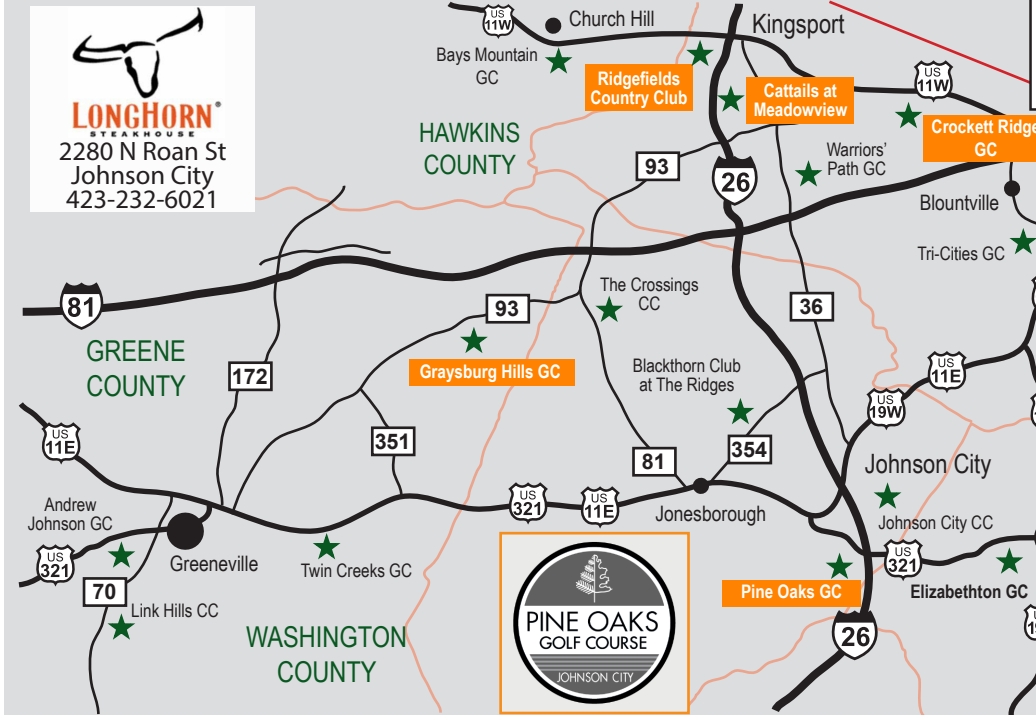 LONGHORN®
STEAKHOUSE
2280 N Roan St
Johnson City
423-232-6021
US
11W
Church Hill
Kingsport
Bays Mountain
GC
Ridgefields
Country Club
Cattails at
Meadowview
US
11W
Crockett Ridge
GC
HAWKINS
COUNTY
93
26
Warriors'
Path GC
Blountville
Tri-Cities GC
81
The Crossings
CC
93
36
GREENE
COUNTY
172
Graysburg Hills GC
Blackthorn Club
at The Ridges
US
11E
US
19W
US
11E
351
81
354
Johnson City
Andrew
Johnson GC
US
321
US
11E
Jonesborough
Johnson City CC
US
321
Greeneville
Twin Creeks GC
US
321
70
Link Hills CC
Pine Oaks GC
Elizabethton GC
WASHINGTON
COUNTY
PINE OAKS
GOLF COURSE
JOHNSON CITY
26